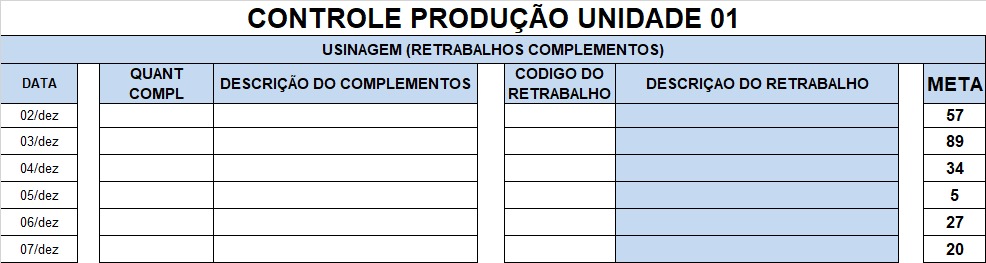 CONTROLE PRODUÇÃO UNIDADE 01
USINAGEM (RETRABALHOS COMPLEMENTOS)
DATA QUANT COMPL DESCRIÇÃO DO COMPLEMENTOS CODIGO DO RETRABALHO DESCRIÇAO DO RETRABALHO META
02/dez 57
03/dez 89
04/dez 34
05/dez 5
06/dez 27
07/dez 20